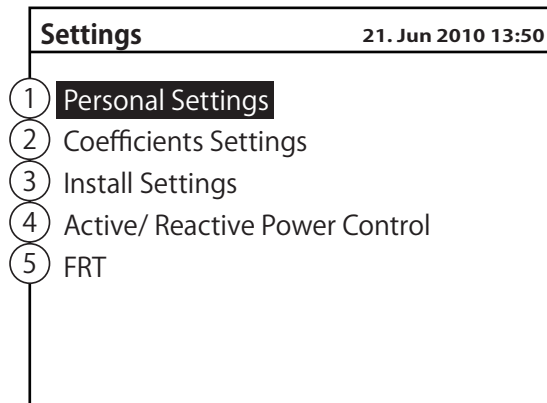 Settings 21. Jun 2010 13:50
1 Personal Settings
2 Coefficients Settings
3 Install Settings
4 Active/ Reactive Power Control
5 FRT